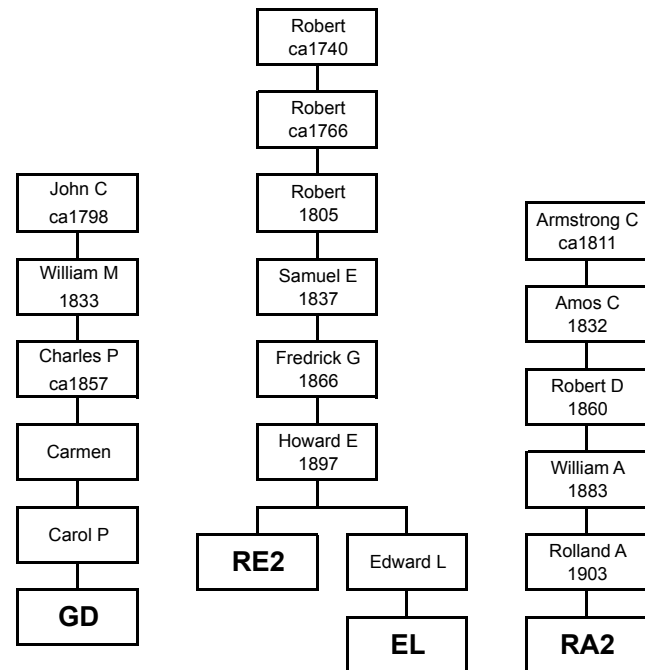 Robert
ca1740
Robert
ca1766
John C
ca1798
Robert
1805
Armstrong C
ca1811
William M
1833
Samuel E
1837
Amos C
1832
Charles P
ca1857
Fredrick G
1866
Robert D
1860
Carmen
Howard E
1897
William A
1883
Carol P
RE2
Edward L
Rolland A
1903
GD
EL
RA2